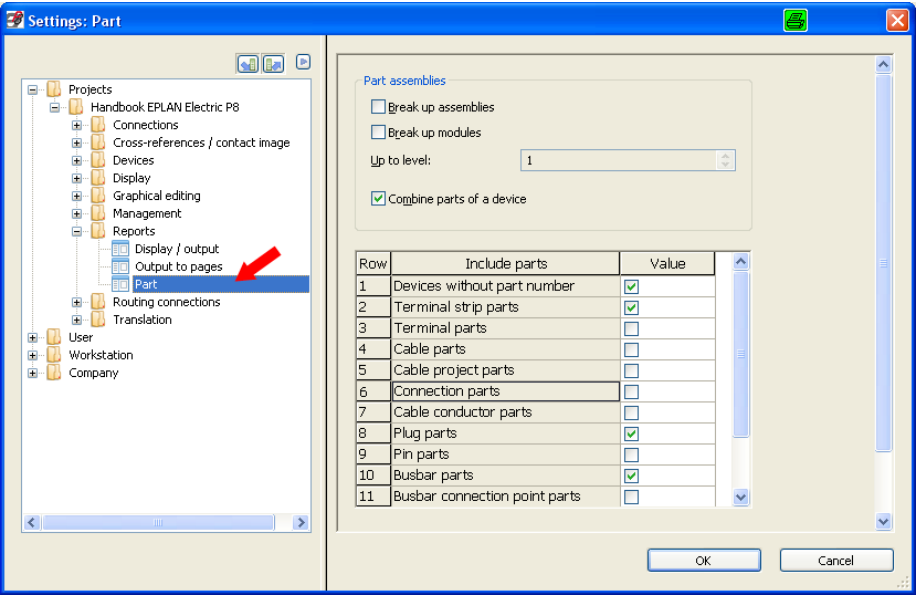 Settings: Part
Projects
Handbook EPLAN Electric P8
Connections
Cross-references / contact image
Devices
Display
Graphical editing
Management
Reports
Display / output
Output to pages
Part
Routing connections
Translation
User
Workstation
Company
Part assemblies
Break up assemblies
Break up modules
Up to level: 1
Combine parts of a device
Row Include parts Value
1 Devices without part number
2 Terminal strip parts
3 Terminal parts
4 Cable parts
5 Cable project parts
6 Connection parts
7 Cable conductor parts
8 Plug parts
9 Pin parts
10 Busbar parts
11 Busbar connection point parts
OK Cancel